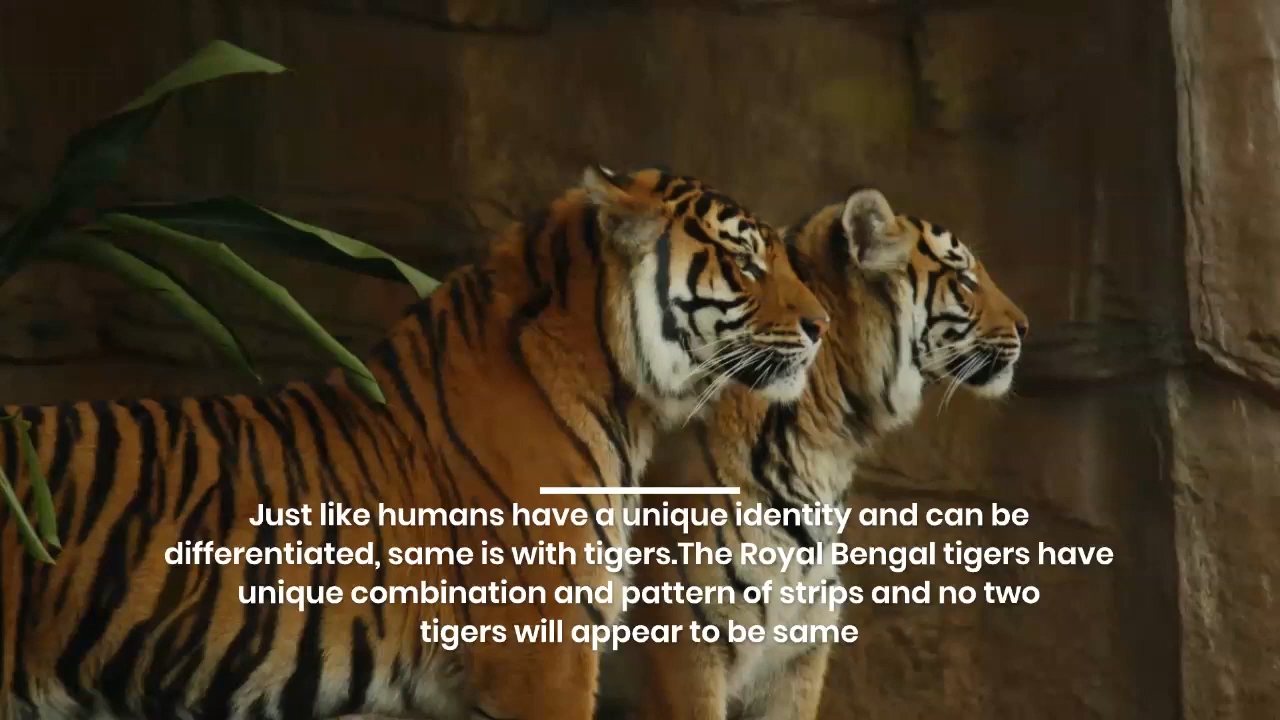 Just like humans have a unique identity and can be
differentiated, same is with tigers.The Royal Bengal tigers have
unique combination and pattern of strips and no two
tigers will appear to be same